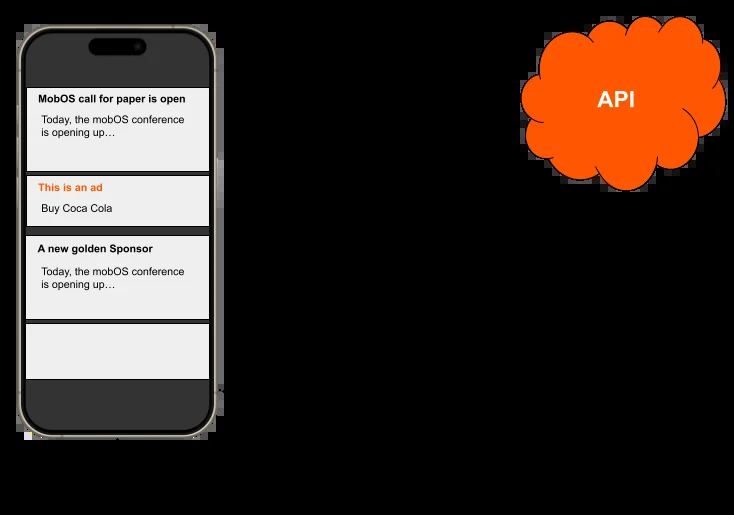 MobOS call for paper is open
Today, the mobOS conference
is opening up…
This is an ad
Buy Coca Cola
A new golden Sponsor
Today, the mobOS conference
is opening up…
API